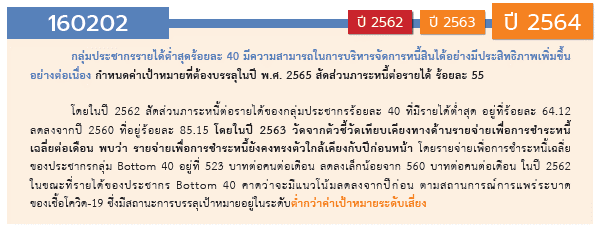 160202
ปี 2562
ปี 2563
ปี 2564
กลุ่มประชากรรายได้ต่ำสุดร้อยละ 40 มีความสามารถในการบริหารจัดการหนี้สินได้อย่างมีประสิทธิภาพเพิ่มขึ้น
อย่างต่อเนื่อง กำหนดค่าเป้าหมายที่ต้องบรรลุในปี พ.ศ. 2565 สัดส่วนภาระหนี้ต่อรายได้ ร้อยละ 55
โดยในปี 2562 สัดส่วนภาระหนี้ต่อรายได้ของกลุ่มประชากรร้อยละ 40 ที่มีรายได้ต่ำสุด อยู่ที่ร้อยละ 64.12
ลดลงจากปี 2560 ที่อยู่ร้อยละ 85.15 โดยในปี 2563 วัดจากตัวชี้วัดเทียบเคียงทางด้านรายจ่ายเพื่อการชำระหนี้
เฉลี่ยต่อเดือน พบว่า รายจ่ายเพื่อการชำระหนี้ยังคงทรงตัวใกล้เคียงกับปีก่อนหน้า โดยรายจ่ายเพื่อการชำระหนี้เฉลี่ย
ของประชากรกลุ่ม Bottom 40 อยู่ที่ 523 บาทต่อคนต่อเดือน ลดลงเล็กน้อยจาก 560 บาทต่อคนต่อเดือน ในปี 2562
ในขณะที่รายได้ของประชากร Bottom 40 คาดว่าจะมีแนวโน้มลดลงจากปีก่อน ตามสถานการณ์การแพร่ระบาด
ของเชื้อโควิด-19 ซึ่งมีสถานะการบรรลุเป้าหมายอยู่ในระดับต่ำกว่าค่าเป้าหมายระดับเสี่ยง